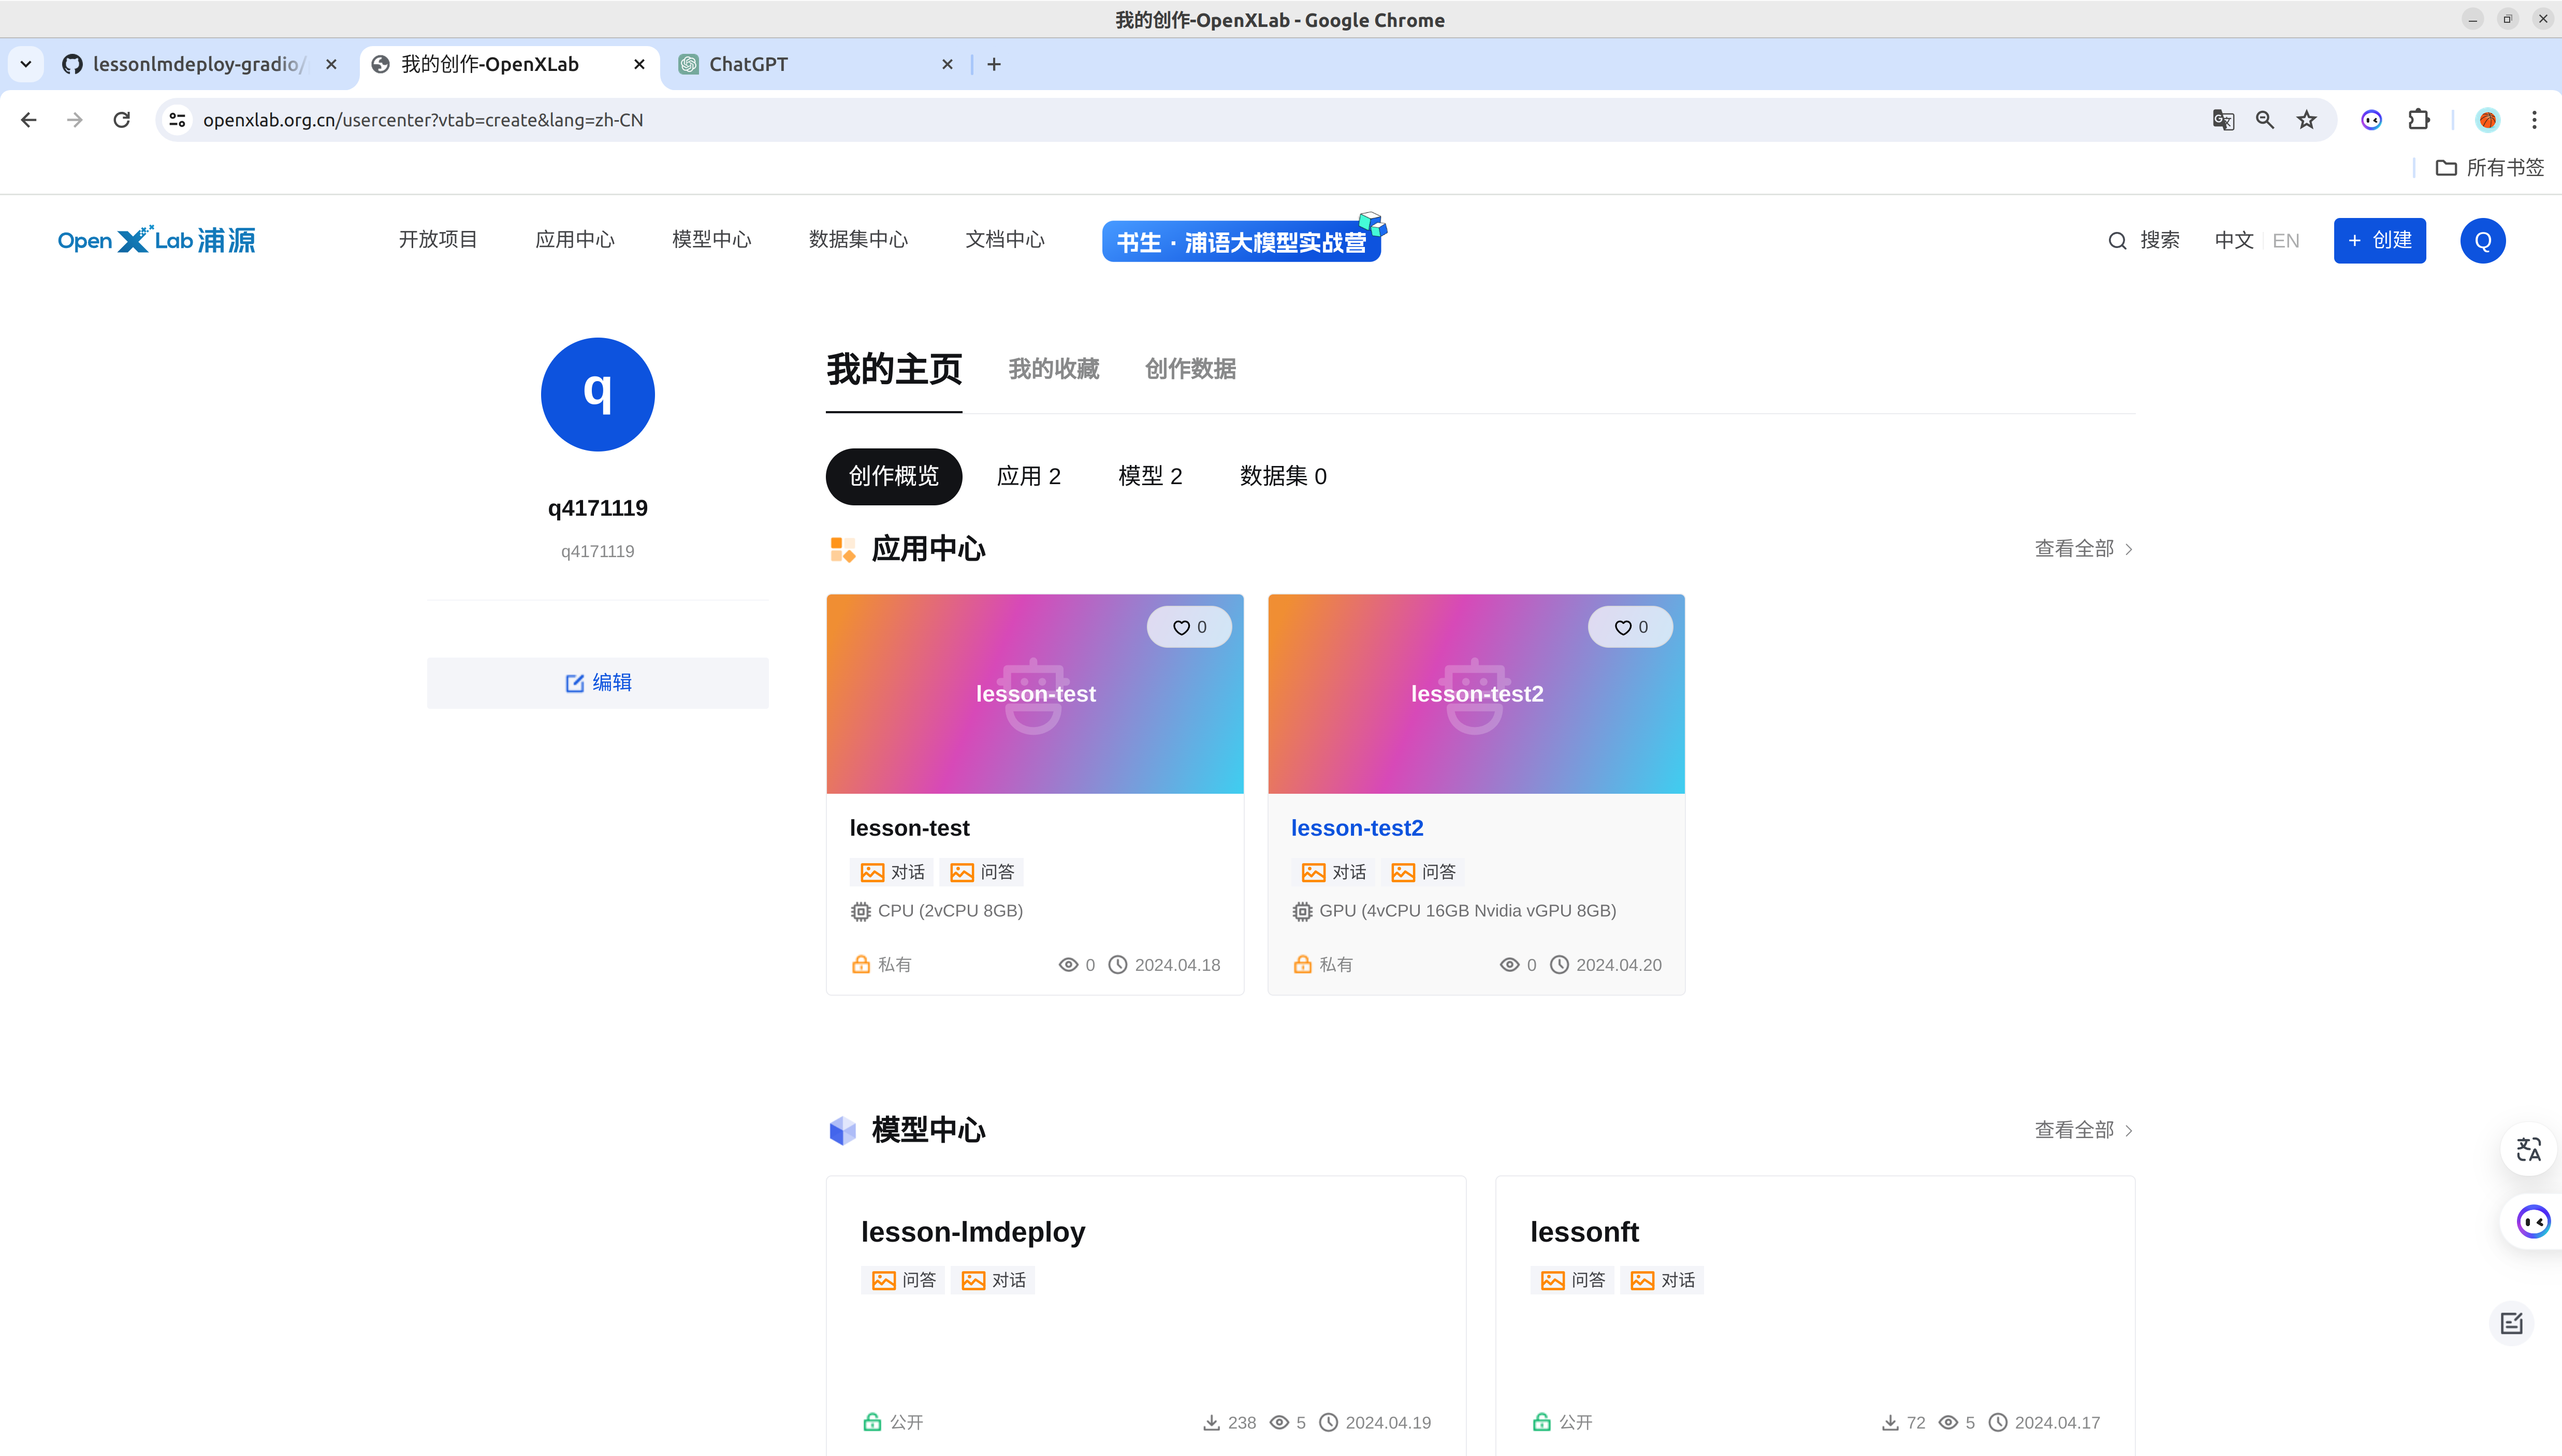 我的创作-OpenXLab - Google Chrome
lessonlmdeploy-gradio/
我的创作-OpenXLab
ChatGPT
openxlab.org.cn/usercenter?vtab=create&lang=zh-CN
所有书签
OpenXLab浦源
开放项目 应用中心 模型中心 数据集中心 文档中心 书生·浦语大模型实战营
搜索 中文 EN + 创建 Q
q
q4171119
q4171119
编辑
我的主页 我的收藏 创作数据
创作概览 应用 2 模型 2 数据集 0
应用中心 查看全部
0
lesson-test
lesson-test
对话 问答
CPU (2vCPU 8GB)
私有 0 2024.04.18
0
lesson-test2
lesson-test2
对话 问答
GPU (4vCPU 16GB Nvidia vGPU 8GB)
私有 0 2024.04.20
模型中心 查看全部
lesson-lmdeploy
问答 对话
公开 238 5 2024.04.19
lessonft
问答 对话
公开 72 5 2024.04.17